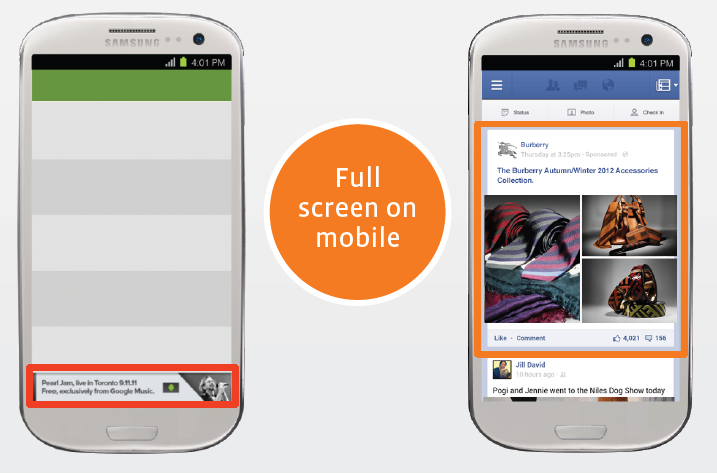 SAMSUNG
4:01 PM
Pearl Jam, live in Toronto 9.11.11
Free, exclusively from Google Music.
Full
screen on
mobile
SAMSUNG
4:01 PM
Status
Photo
Check In
Burberry
Thursday at 3:25pm · Sponsored
The Burberry Autumn/Winter 2012 Accessories
Collection.
Like · Comment
4,021
156
Jill David
10 hours ago ·
Pogi and Jennie went to the Niles Dog Show today